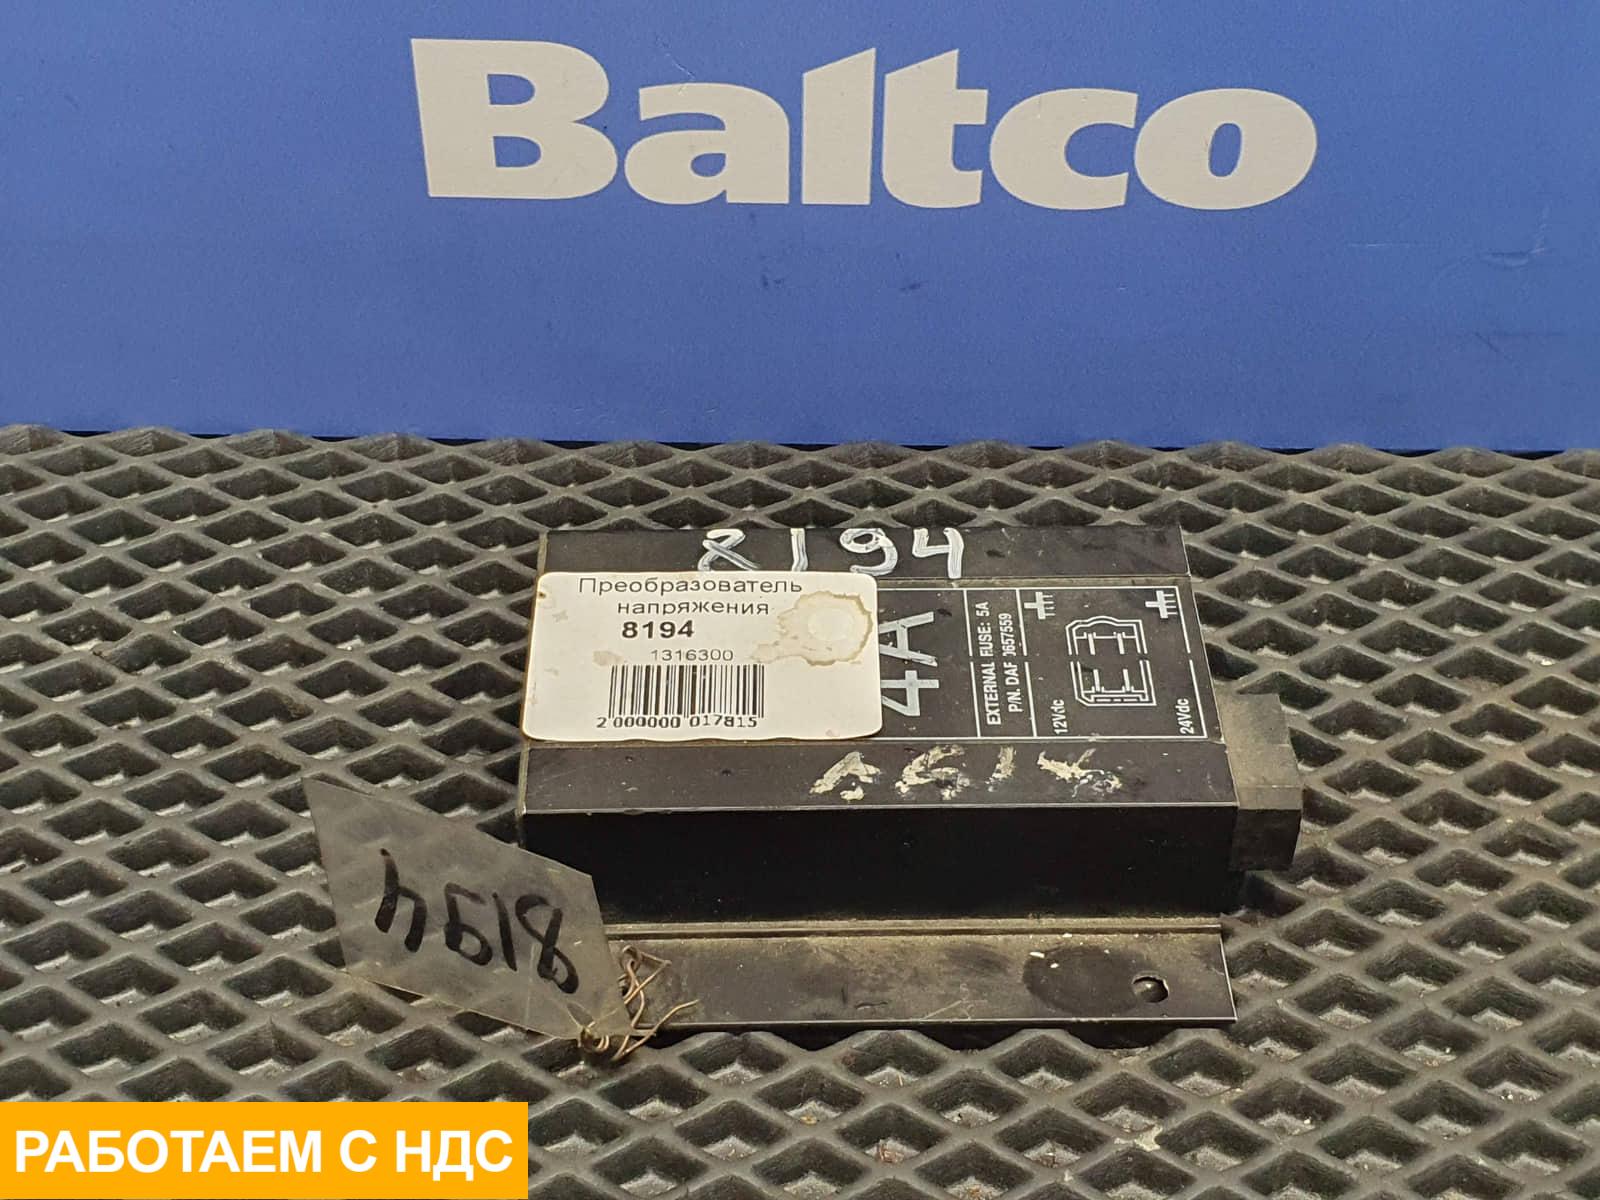 Baltco
8194
Преобразователь
напряжения
8194
1316300
2 000000 017815
4A
EXTERNAL FUSE: 5A
P/N. DAF 0657559
12Vdc
24Vdc
8194
РАБОТАЕМ С НДС